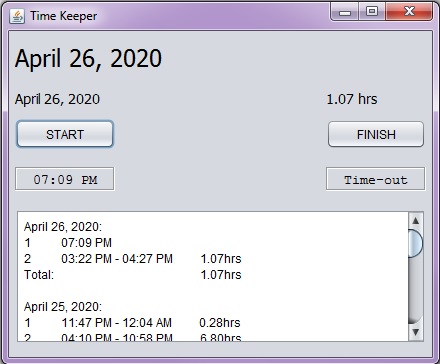 Time Keeper
April 26, 2020
April 26, 2020 1.07 hrs
START FINISH
07:09 PM Time-out
April 26, 2020:
1 07:09 PM
2 03:22 PM - 04:27 PM 1.07hrs
Total: 1.07hrs
April 25, 2020:
1 11:47 PM - 12:04 AM 0.28hrs
2 04:10 PM - 10:58 PM 6.80hrs